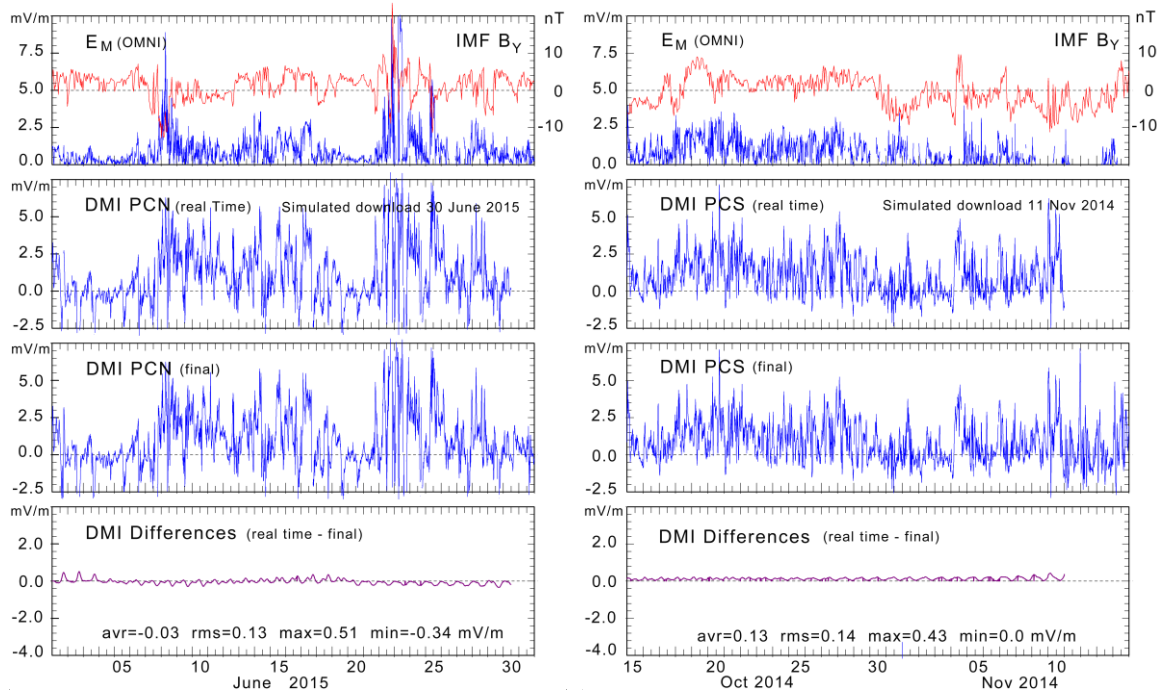 mV/m
nT
E_M (OMNI)
IMF B_Y
7.5
5.0
2.5
0.0
10
0
-10
mV/m
DMI PCN (real Time)
Simulated download 30 June 2015
5.0
2.5
0.0
-2.5
mV/m
DMI PCN (final)
5.0
2.5
0.0
-2.5
mV/m
DMI Differences (real time - final)
2.0
0.0
-2.0
-4.0
avr=-0.03 rms=0.13 max=0.51 min=-0.34 mV/m
05 10 15 20 25 30
June 2015
mV/m
nT
E_M (OMNI)
IMF B_Y
7.5
5.0
2.5
0.0
10
0
-10
mV/m
DMI PCS (real time)
Simulated download 11 Nov 2014
5.0
2.5
0.0
-2.5
mV/m
DMI PCS (final)
5.0
2.5
0.0
-2.5
mV/m
DMI Differences (real time - final)
2.0
0.0
-2.0
-4.0
avr=0.13 rms=0.14 max=0.43 min=0.0 mV/m
15 20 25 30 05 10
Oct 2014 Nov 2014